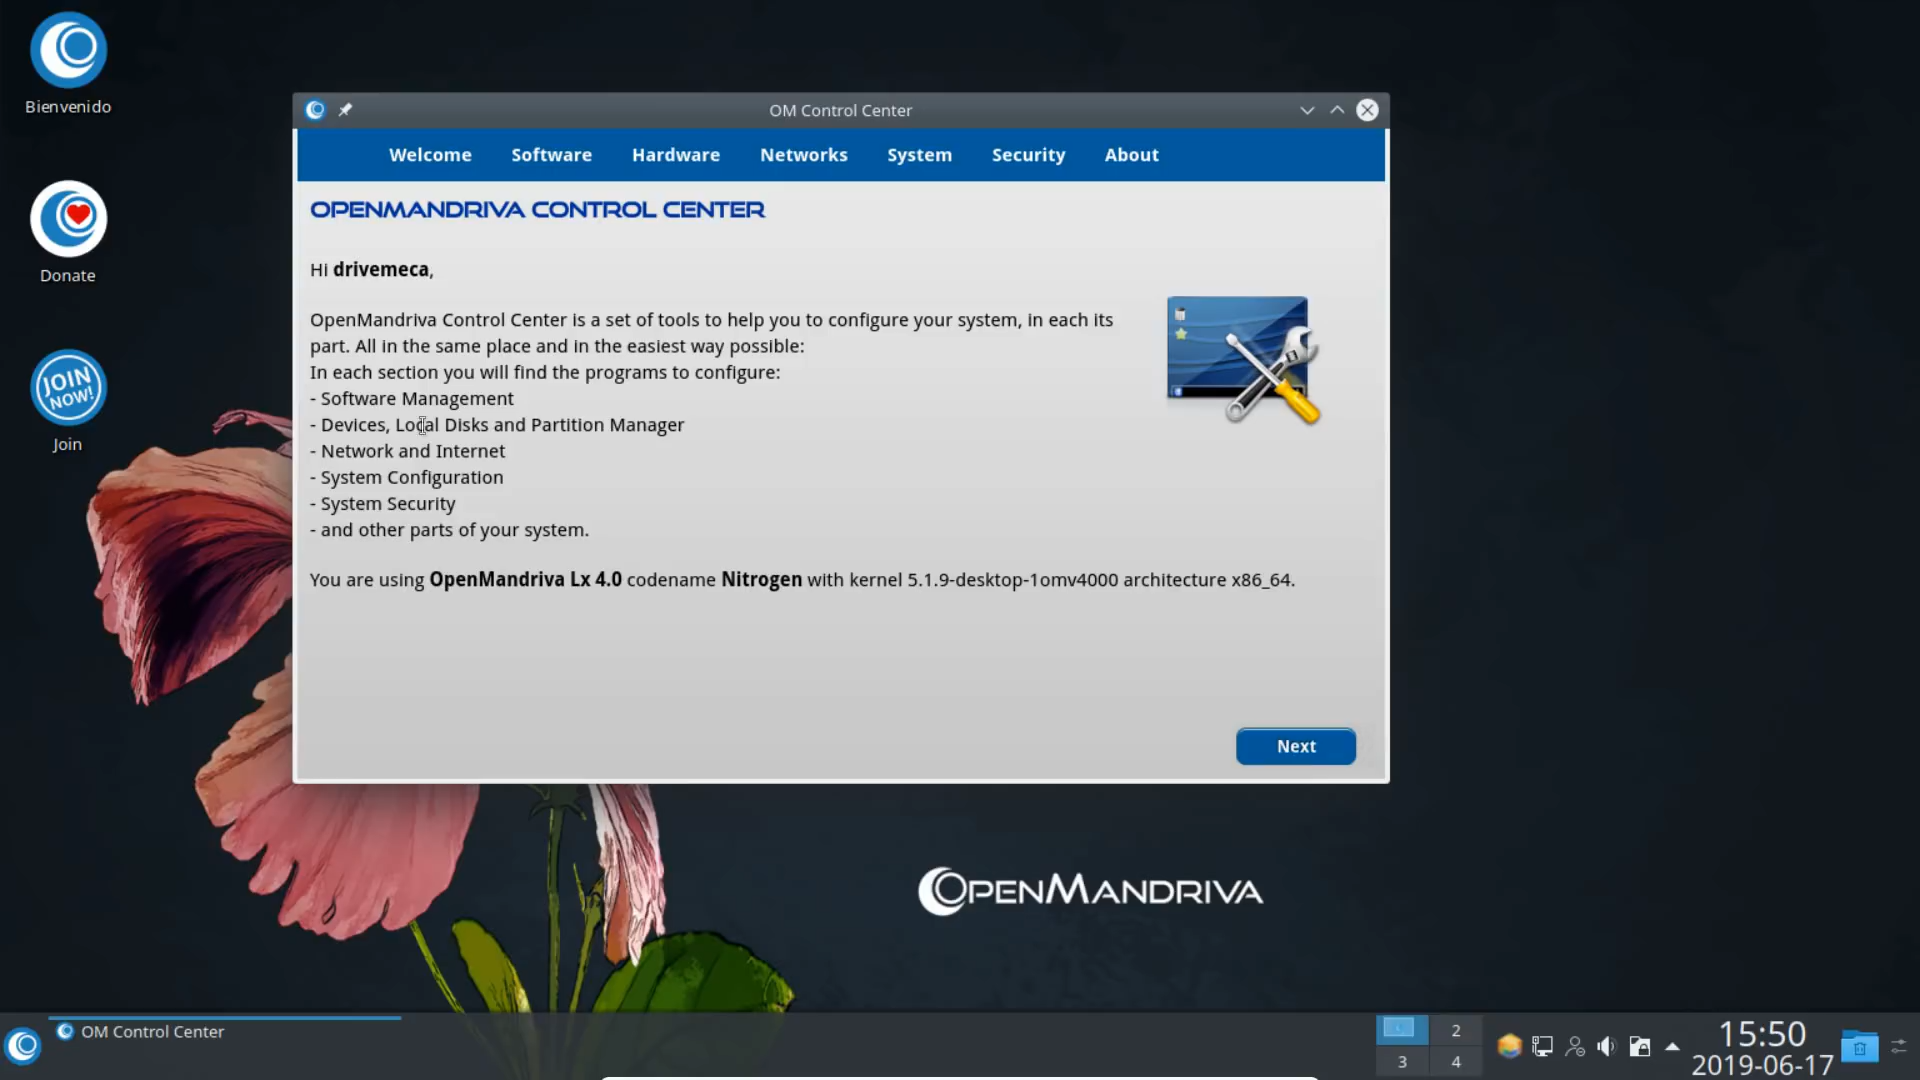 Bienvenido
Donate
JOIN
NOW!
Join
OM Control Center
Welcome Software Hardware Networks System Security About
OPENMANDRIVA CONTROL CENTER
Hi drivemeca,
OpenMandriva Control Center is a set of tools to help you to configure your system, in each its
part. All in the same place and in the easiest way possible:
In each section you will find the programs to configure:
- Software Management
- Devices, Local Disks and Partition Manager
- Network and Internet
- System Configuration
- System Security
- and other parts of your system.
You are using OpenMandriva Lx 4.0 codename Nitrogen with kernel 5.1.9-desktop-1omv4000 architecture x86_64.
Next
OPENMANDRIVA
OM Control Center
2
3 4
15:50
2019-06-17